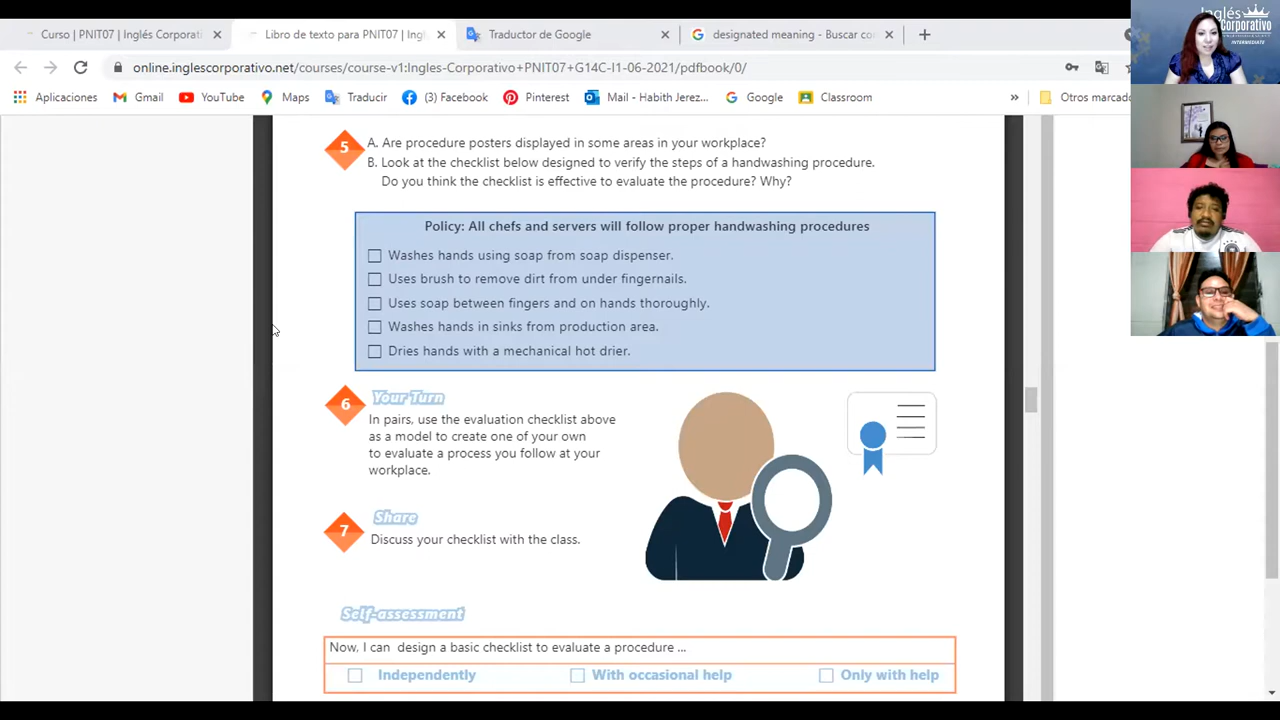 Curso | PNIT07 | Inglés Corporati
Libro de texto para PNIT07 | Ingl
Traductor de Google
designated meaning - Buscar co
online.inglescorporativo.net/courses/course-v1:Ingles-Corporativo+PNIT07+G14C-I1-06-2021/pdfbook/0/
Aplicaciones
Gmail
YouTube
Maps
Traducir
(3) Facebook
Pinterest
Mail - Habith Jerez...
Google
Classroom
»
Otros marcado
Inglés
Corporativo
INTERMEDIATE
5
A. Are procedure posters displayed in some areas in your workplace?
B. Look at the checklist below designed to verify the steps of a handwashing procedure.
Do you think the checklist is effective to evaluate the procedure? Why?
Policy: All chefs and servers will follow proper handwashing procedures
Washes hands using soap from soap dispenser.
Uses brush to remove dirt from under fingernails.
Uses soap between fingers and on hands thoroughly.
Washes hands in sinks from production area.
Dries hands with a mechanical hot drier.
6
Your Turn
In pairs, use the evaluation checklist above
as a model to create one of your own
to evaluate a process you follow at your
workplace.
7
Share
Discuss your checklist with the class.
Self-assessment
Now, I can design a basic checklist to evaluate a procedure ...
Independently
With occasional help
Only with help